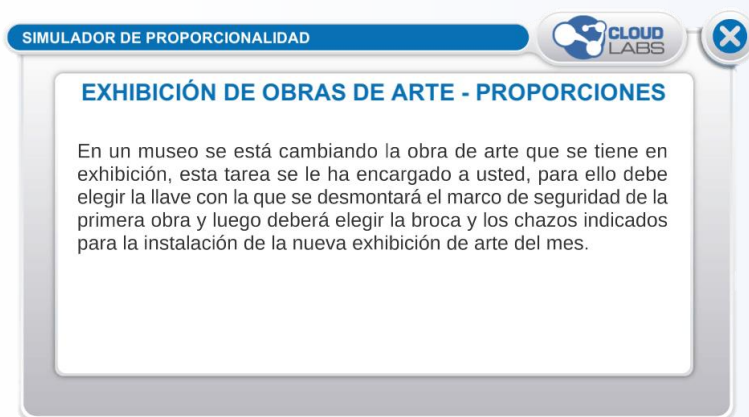 SIMULADOR DE PROPORCIONALIDAD
CLOUD
LABS
EXHIBICIÓN DE OBRAS DE ARTE - PROPORCIONES
En un museo se está cambiando la obra de arte que se tiene en
exhibición, esta tarea se le ha encargado a usted, para ello debe
elegir la llave con la que se desmontará el marco de seguridad de la
primera obra y luego deberá elegir la broca y los chazos indicados
para la instalación de la nueva exhibición de arte del mes.